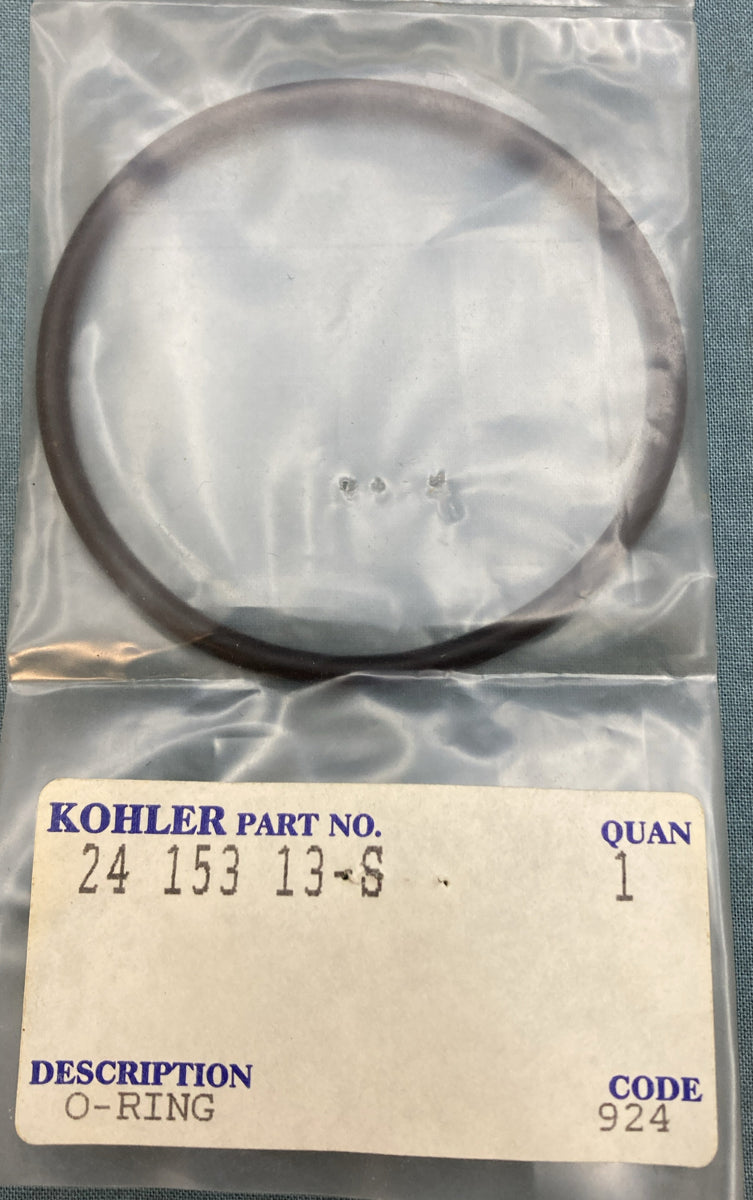 KOHLER PART NO. QUAN
24 153 13-S 1
DESCRIPTION CODE
O-RING 924